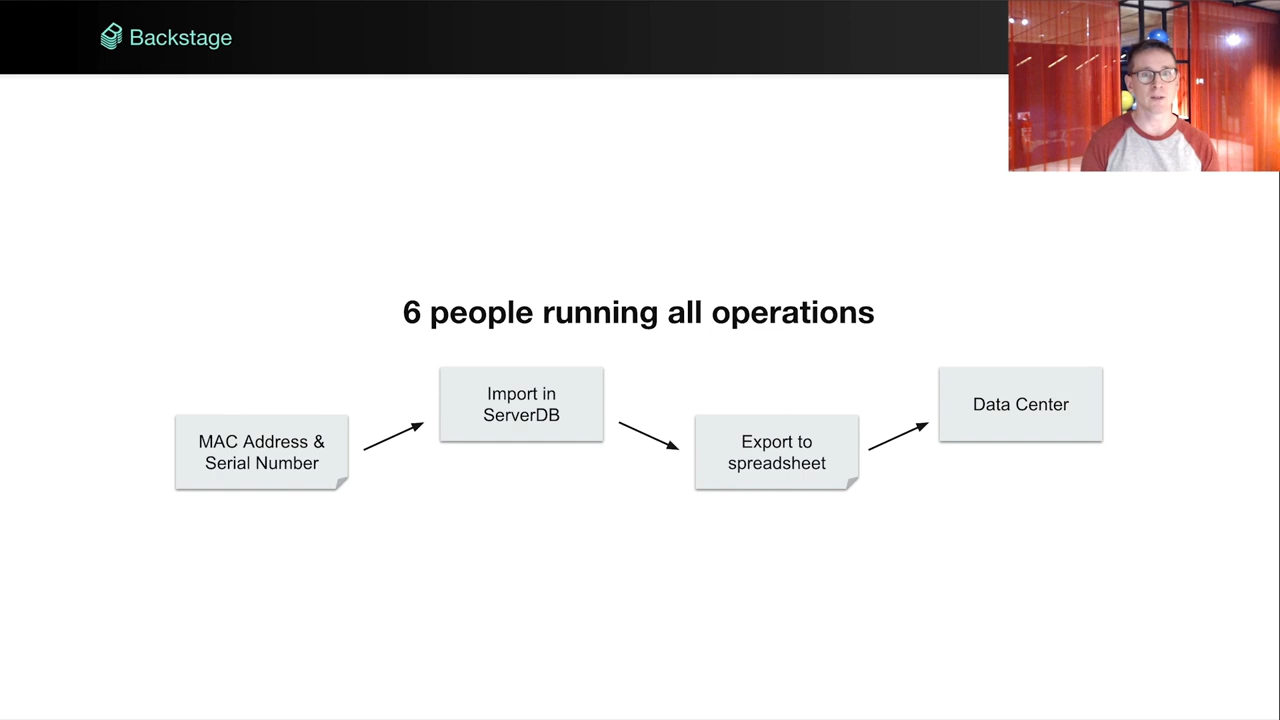 Backstage
6 people running all operations
MAC Address &
Serial Number
Import in
ServerDB
Export to
spreadsheet
Data Center